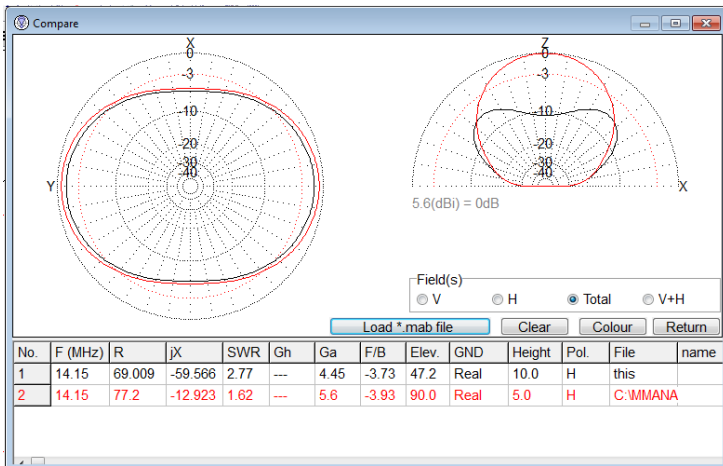 Compare
X
0
-3
-10
-20
-30
-40
Y
Z
0
-3
-10
-20
-30
-40
X
5.6(dBi) = 0dB
Field(s)
V H Total V+H
Load *.mab file Clear Colour Return
No. F (MHz) R jX SWR Gh Ga F/B Elev. GND Height Pol. File name
1 14.15 69.009 -59.566 2.77 --- 4.45 -3.73 47.2 Real 10.0 H this
2 14.15 77.2 -12.923 1.62 --- 5.6 -3.93 90.0 Real 5.0 H C:\MMANA